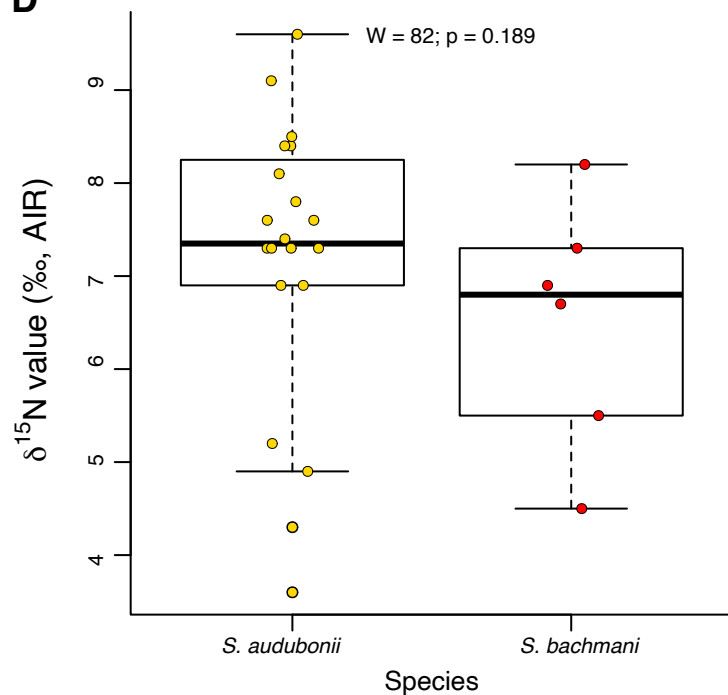 D
W = 82; p = 0.189
δ15N value (‰, AIR)
9
8
7
6
5
4
S. audubonii
S. bachmani
Species